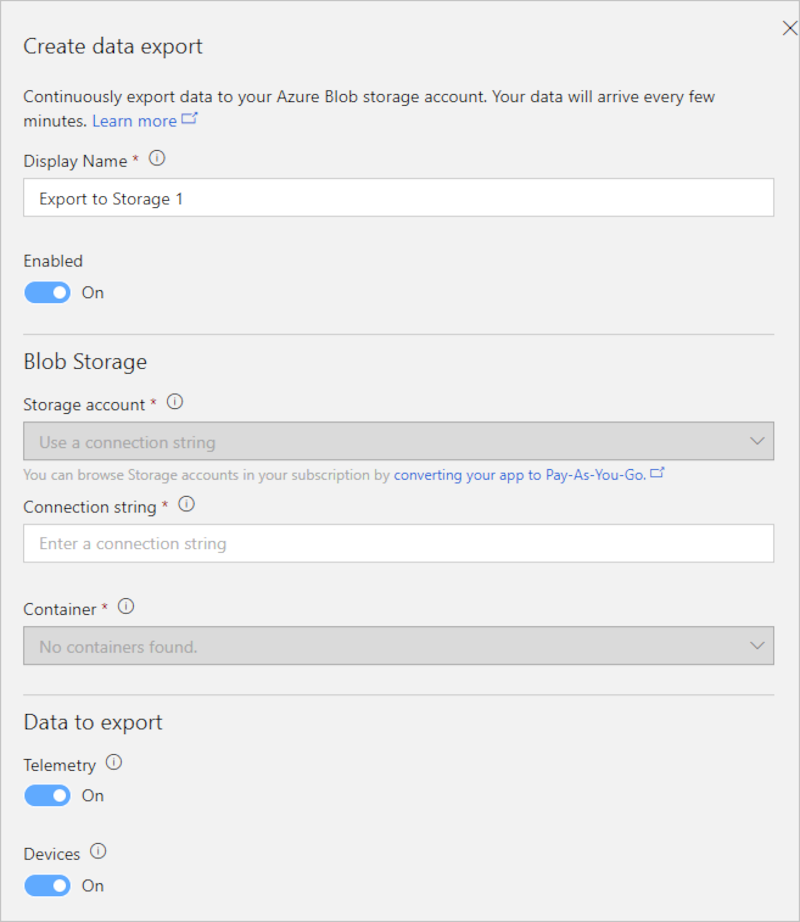 Create data export
Continuously export data to your Azure Blob storage account. Your data will arrive every few
minutes. Learn more
Display Name *
Export to Storage 1
Enabled
On
Blob Storage
Storage account *
Use a connection string
You can browse Storage accounts in your subscription by converting your app to Pay-As-You-Go.
Connection string *
Enter a connection string
Container *
No containers found.
Data to export
Telemetry
On
Devices
On